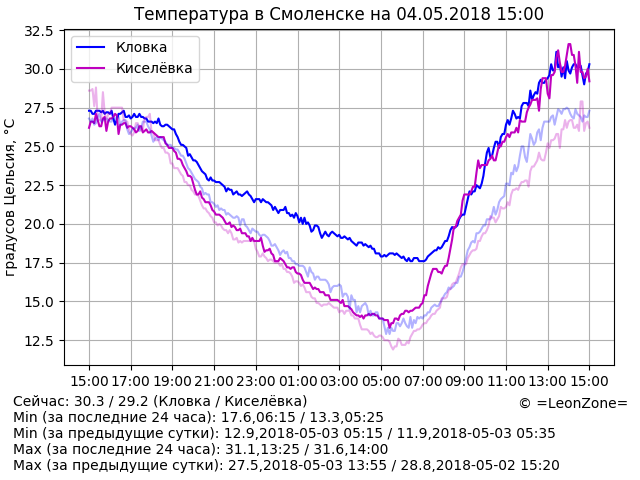 Температура в Смоленске на 04.05.2018 15:00
Кловка
Киселёвка
градусов Цельсия, °C
32.5
30.0
27.5
25.0
22.5
20.0
17.5
15.0
12.5
15:00 17:00 19:00 21:00 23:00 01:00 03:00 05:00 07:00 09:00 11:00 13:00 15:00
Сейчас: 30.3 / 29.2 (Кловка / Киселёвка)
© =LeonZone=
Min (за последние 24 часа): 17.6,06:15 / 13.3,05:25
Min (за предыдущие сутки): 12.9,2018-05-03 05:15 / 11.9,2018-05-03 05:35
Max (за последние 24 часа): 31.1,13:25 / 31.6,14:00
Max (за предыдущие сутки): 27.5,2018-05-03 13:55 / 28.8,2018-05-02 15:20